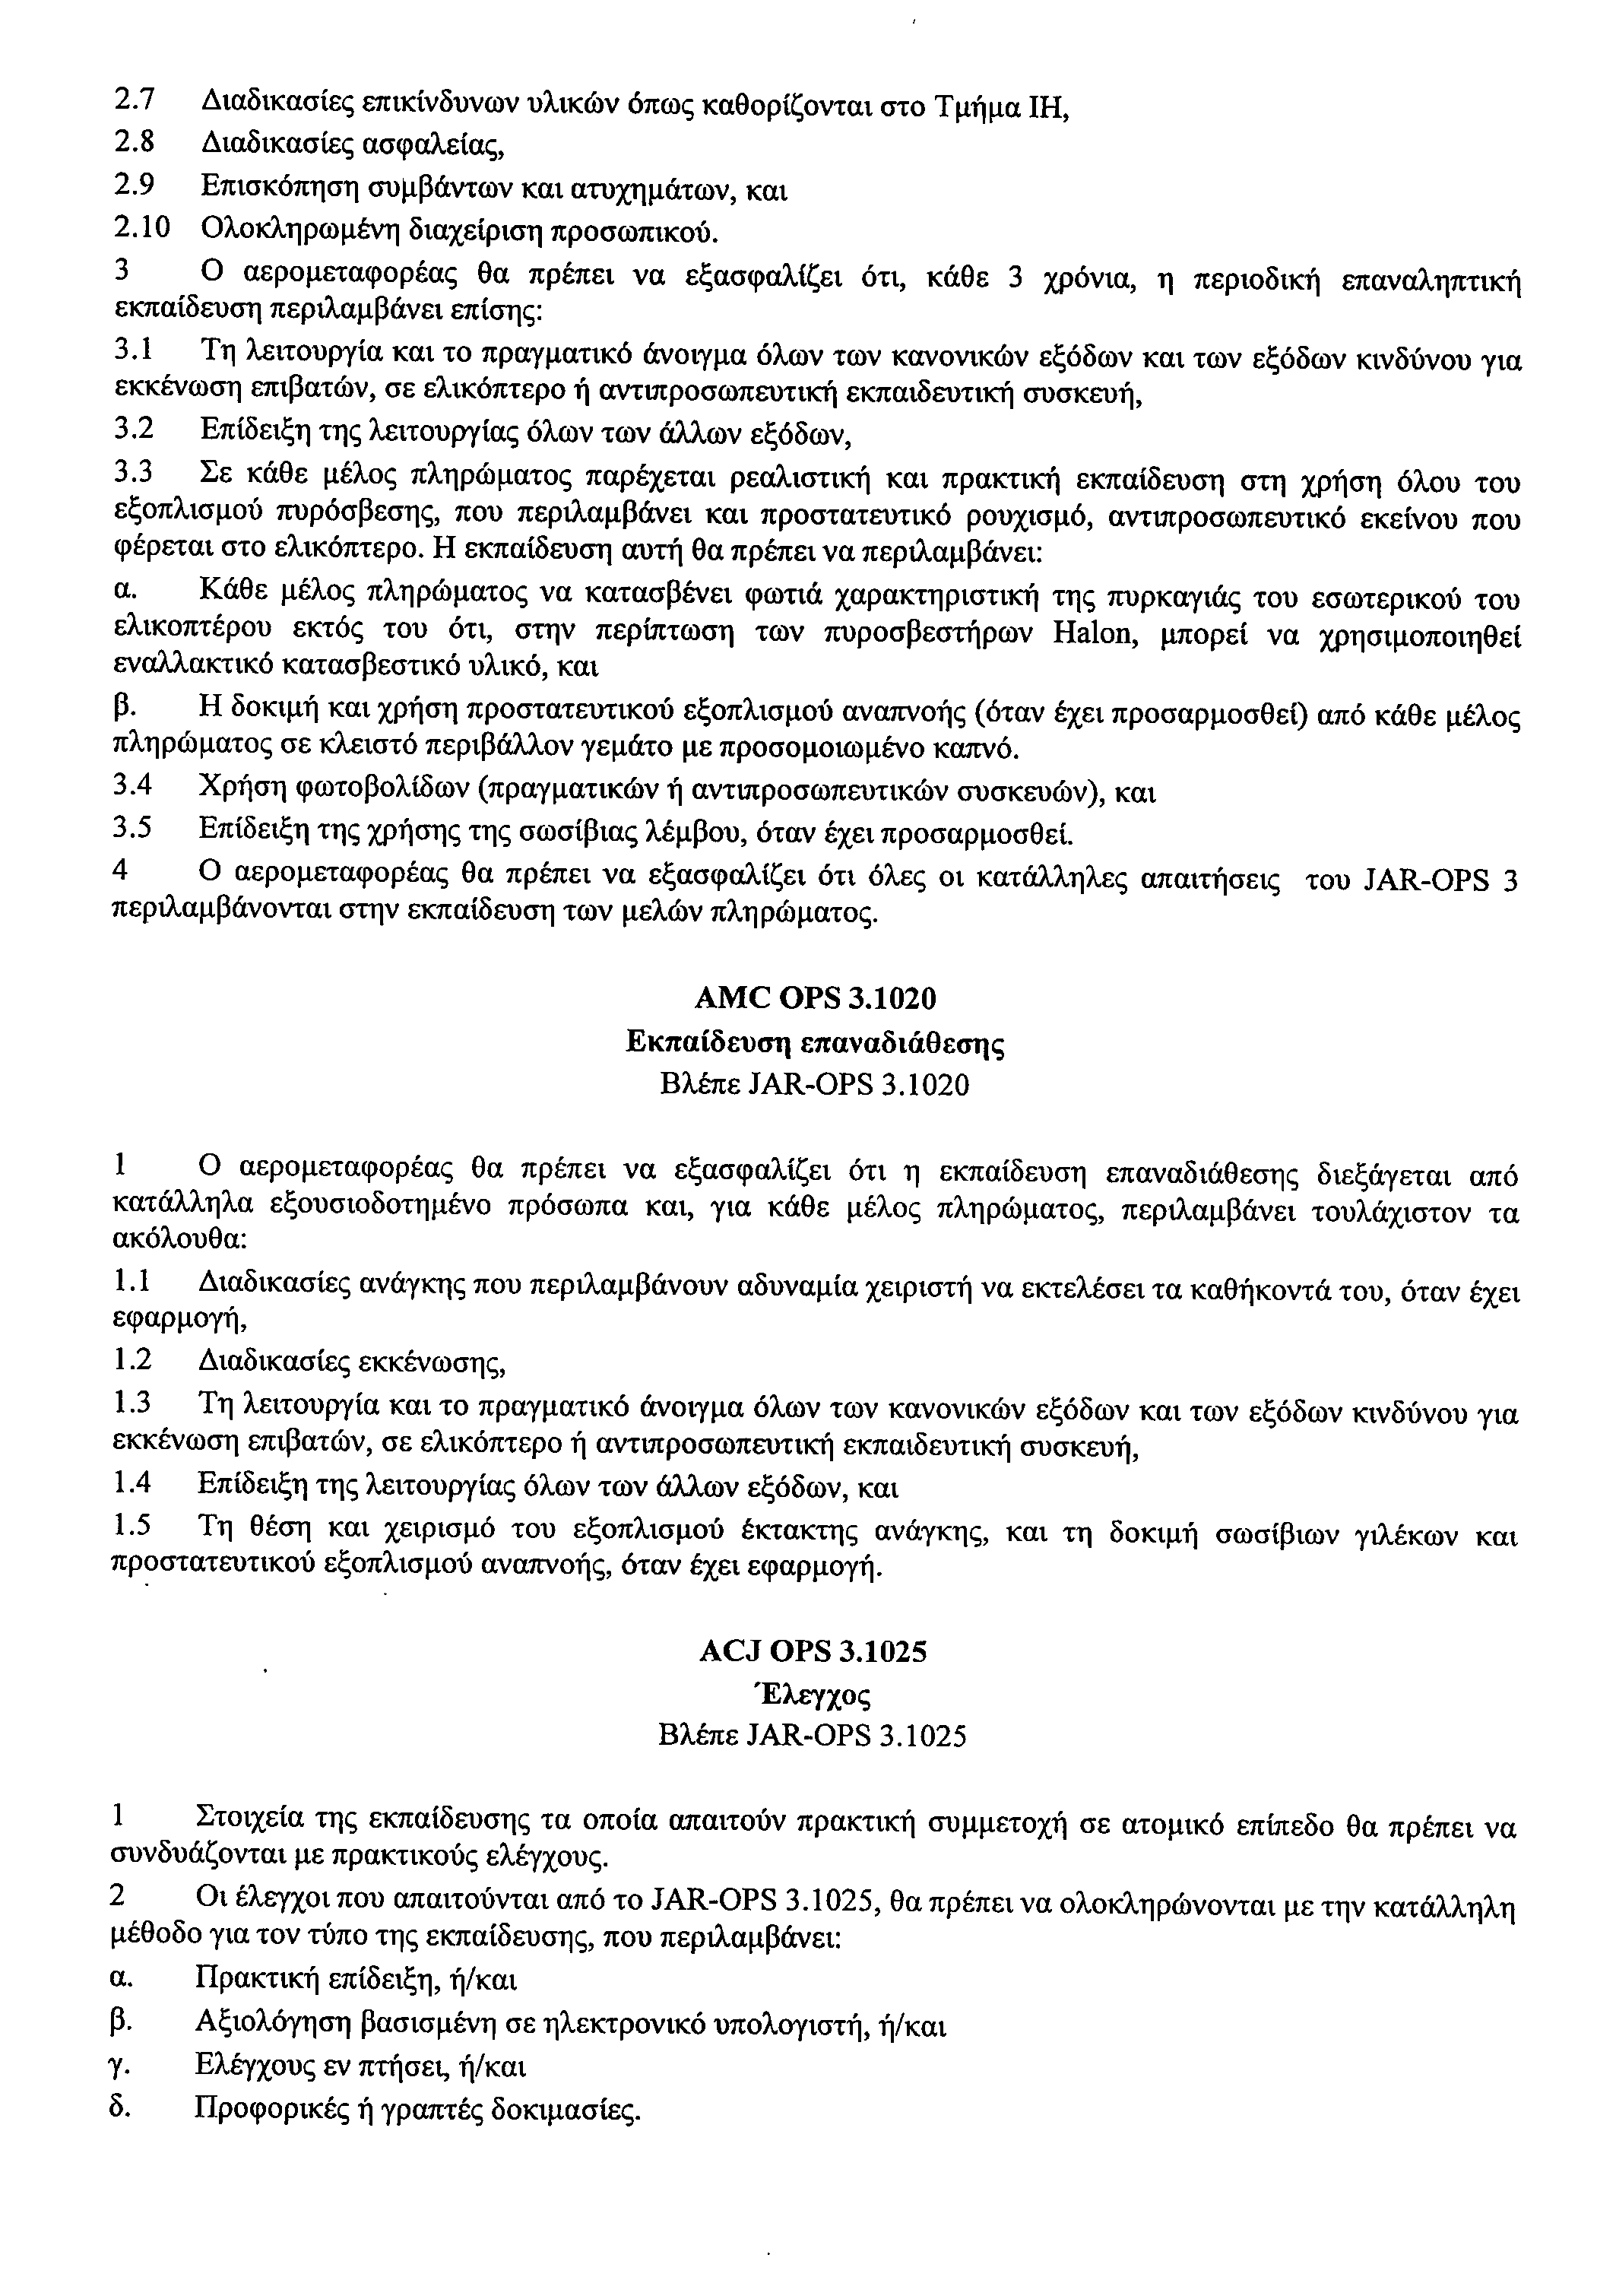 2.7 Διαδικασίες επικίνδυνων υλικών όπως καθορίζονται στο Τμήμα ΙΗ,
2.8 Διαδικασίες ασφαλείας,
2.9 Επισκόπηση συμβάντων και ατυχημάτων, και
2.10 Ολοκληρωμένη διαχείριση προσωπικού.
3 Ο αερομεταφορέας θα πρέπει να εξασφαλίζει ότι, κάθε 3 χρόνια, η περιοδική επαναληπτική
εκπαίδευση περιλαμβάνει επίσης:
3.1 Τη λειτουργία και το πραγματικό άνοιγμα όλων των κανονικών εξόδων και των εξόδων κινδύνου για
εκκένωση επιβατών, σε ελικόπτερο ή αντιπροσωπευτική εκπαιδευτική συσκευή,
3.2 Επίδειξη της λειτουργίας όλων των άλλων εξόδων,
3.3 Σε κάθε μέλος πληρώματος παρέχεται ρεαλιστική και πρακτική εκπαίδευση στη χρήση όλου του
εξοπλισμού πυρόσβεσης, που περιλαμβάνει και προστατευτικό ρουχισμό, αντιπροσωπευτικό εκείνου που
φέρεται στο ελικόπτερο. Η εκπαίδευση αυτή θα πρέπει να περιλαμβάνει:
α. Κάθε μέλος πληρώματος να κατασβένει φωτιά χαρακτηριστική της πυρκαγιάς του εσωτερικού του
ελικοπτέρου εκτός του ότι, στην περίπτωση των πυροσβεστήρων Halon, μπορεί να χρησιμοποιηθεί
εναλλακτικό κατασβεστικό υλικό, και
β. Η δοκιμή και χρήση προστατευτικού εξοπλισμού αναπνοής (όταν έχει προσαρμοσθεί) από κάθε μέλος
πληρώματος σε κλειστό περιβάλλον γεμάτο με προσομοιωμένο καπνό.
3.4 Χρήση φωτοβολίδων (πραγματικών ή αντιπροσωπευτικών συσκευών), και
3.5 Επίδειξη της χρήσης της σωσίβιας λέμβου, όταν έχει προσαρμοσθεί.
4 Ο αερομεταφορέας θα πρέπει να εξασφαλίζει ότι όλες οι κατάλληλες απαιτήσεις του JAR-OPS 3
περιλαμβάνονται στην εκπαίδευση των μελών πληρώματος.
AMC OPS 3.1020
Εκπαίδευση επαναδιάθεσης
Βλέπε JAR-OPS 3.1020
1 Ο αερομεταφορέας θα πρέπει να εξασφαλίζει ότι η εκπαίδευση επαναδιάθεσης διεξάγεται από
κατάλληλα εξουσιοδοτημένο πρόσωπα και, για κάθε μέλος πληρώματος, περιλαμβάνει τουλάχιστον τα
ακόλουθα:
1.1 Διαδικασίες ανάγκης που περιλαμβάνουν αδυναμία χειριστή να εκτελέσει τα καθήκοντά του, όταν έχει
εφαρμογή,
1.2 Διαδικασίες εκκένωσης,
1.3 Τη λειτουργία και το πραγματικό άνοιγμα όλων των κανονικών εξόδων και των εξόδων κινδύνου για
εκκένωση επιβατών, σε ελικόπτερο ή αντιπροσωπευτική εκπαιδευτική συσκευή,
1.4 Επίδειξη της λειτουργίας όλων των άλλων εξόδων, και
1.5 Τη θέση και χειρισμό του εξοπλισμού έκτακτης ανάγκης, και τη δοκιμή σωσίβιων γιλέκων και
προστατευτικού εξοπλισμού αναπνοής, όταν έχει εφαρμογή.
ACJ OPS 3.1025
Έλεγχος
Βλέπε JAR-OPS 3.1025
1 Στοιχεία της εκπαίδευσης τα οποία απαιτούν πρακτική συμμετοχή σε ατομικό επίπεδο θα πρέπει να
συνδυάζονται με πρακτικούς ελέγχους.
2 Οι έλεγχοι που απαιτούνται από το JAR-OPS 3.1025, θα πρέπει να ολοκληρώνονται με την κατάλληλη
μέθοδο για τον τύπο της εκπαίδευσης, που περιλαμβάνει:
α. Πρακτική επίδειξη, ή/και
β. Αξιολόγηση βασισμένη σε ηλεκτρονικό υπολογιστή, ή/και
γ. Ελέγχους εν πτήσει, ή/και
δ. Προφορικές ή γραπτές δοκιμασίες.